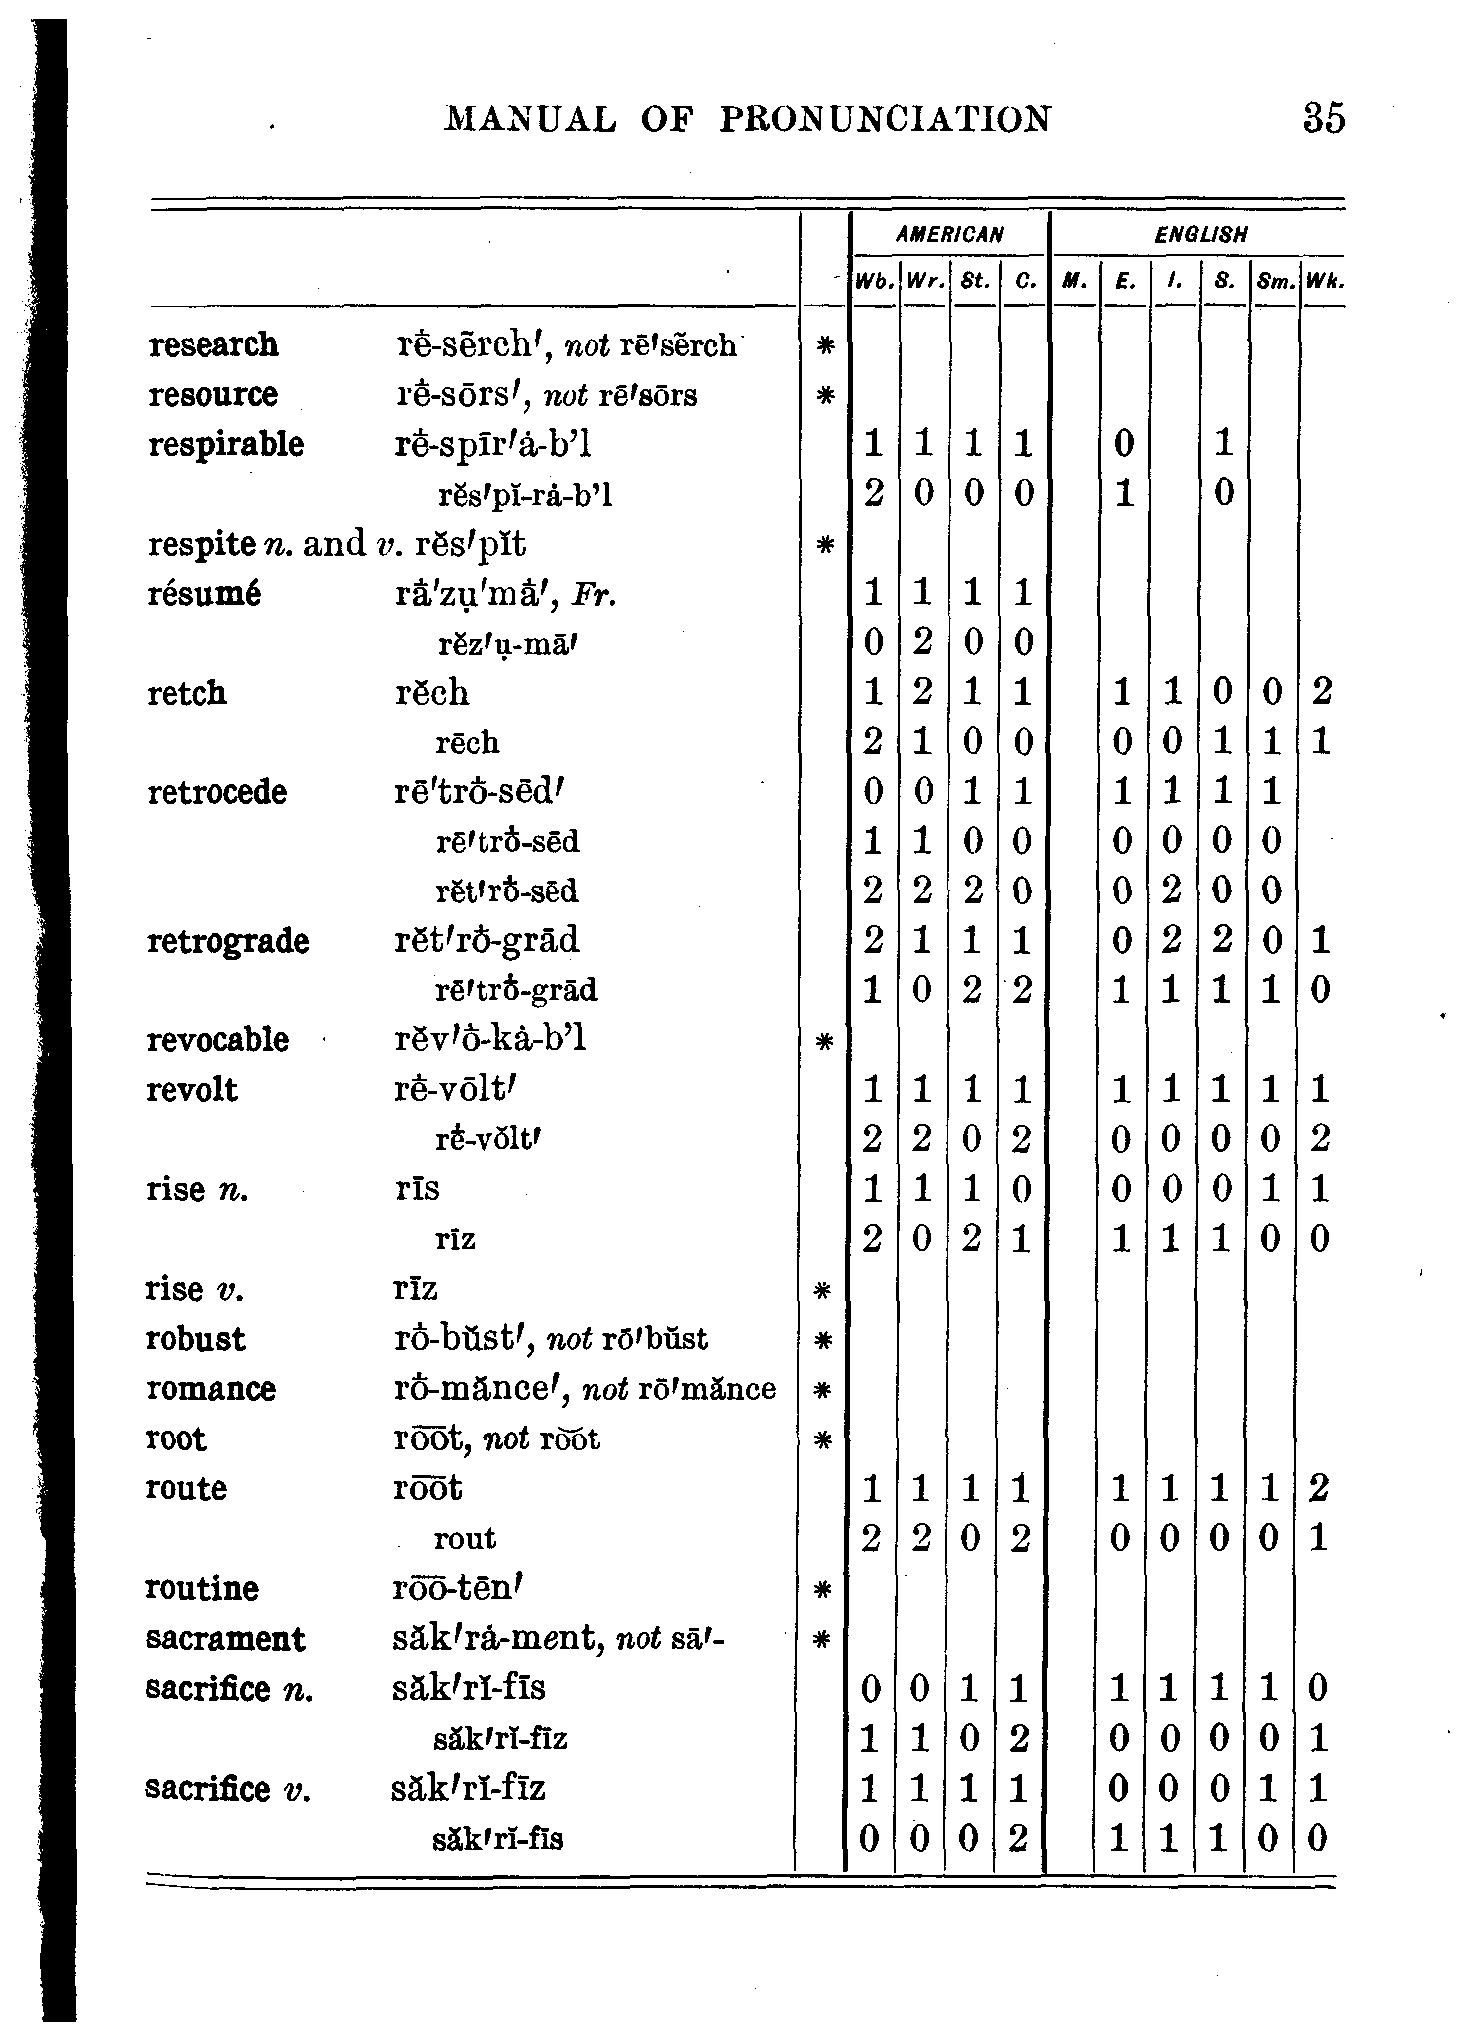 MANUAL OF PRONUNCIATION 35
AMERICAN ENGLISH
Wb. Wr. St. C. M. E. I. S. Sm. Wk.
research rė-sẽrch′, not rē′sẽrch *
resource rė-sōrs′, not rē′sōrs *
respirable rė-spīr′ȧ-b’l 1 1 1 1 0 1
rĕs′pĭ-rȧ-b’l 2 0 0 0 1 0
respite n. and v. rĕs′pĭt *
résumé rā̇′zụ′mā̇′, Fr. 1 1 1 1
rĕz′ụ-mā′ 0 2 0 0
retch rĕch 1 2 1 1 1 1 0 0 2
rēch 2 1 0 0 0 0 1 1 1
retrocede rē′trȯ-sēd′ 0 0 1 1 1 1 1 1
rē′trȯ-sēd 1 1 0 0 0 0 0 0
rĕt′rȯ-sēd 2 2 2 0 0 2 0 0
retrograde rĕt′rȯ-grād 2 1 1 1 0 2 2 0 1
rē′trȯ-grād 1 0 2 2 1 1 1 1 0
revocable rĕv′ȯ-kȧ-b’l *
revolt rė-vōlt′ 1 1 1 1 1 1 1 1 1
rė-vŏlt′ 2 2 0 2 0 0 0 0 2
rise n. rīs 1 1 1 0 0 0 0 1 1
rīz 2 0 2 1 1 1 1 0 0
rise v. rīz *
robust rȯ-bŭst′, not rō′bŭst *
romance rȯ-mănce′, not rō′mănce *
root ro͞ot, not ro͝ot *
route ro͞ot 1 1 1 1 1 1 1 1 2
rout 2 2 0 2 0 0 0 0 1
routine ro͞o-tēn′ *
sacrament săk′rȧ-ment, not sā′- *
sacrifice n. săk′rĭ-fīs 0 0 1 1 1 1 1 1 0
săk′rĭ-fīz 1 1 0 2 0 0 0 0 1
sacrifice v. săk′rĭ-fīz 1 1 1 1 0 0 0 1 1
săk′rĭ-fīs 0 0 0 2 1 1 1 0 0